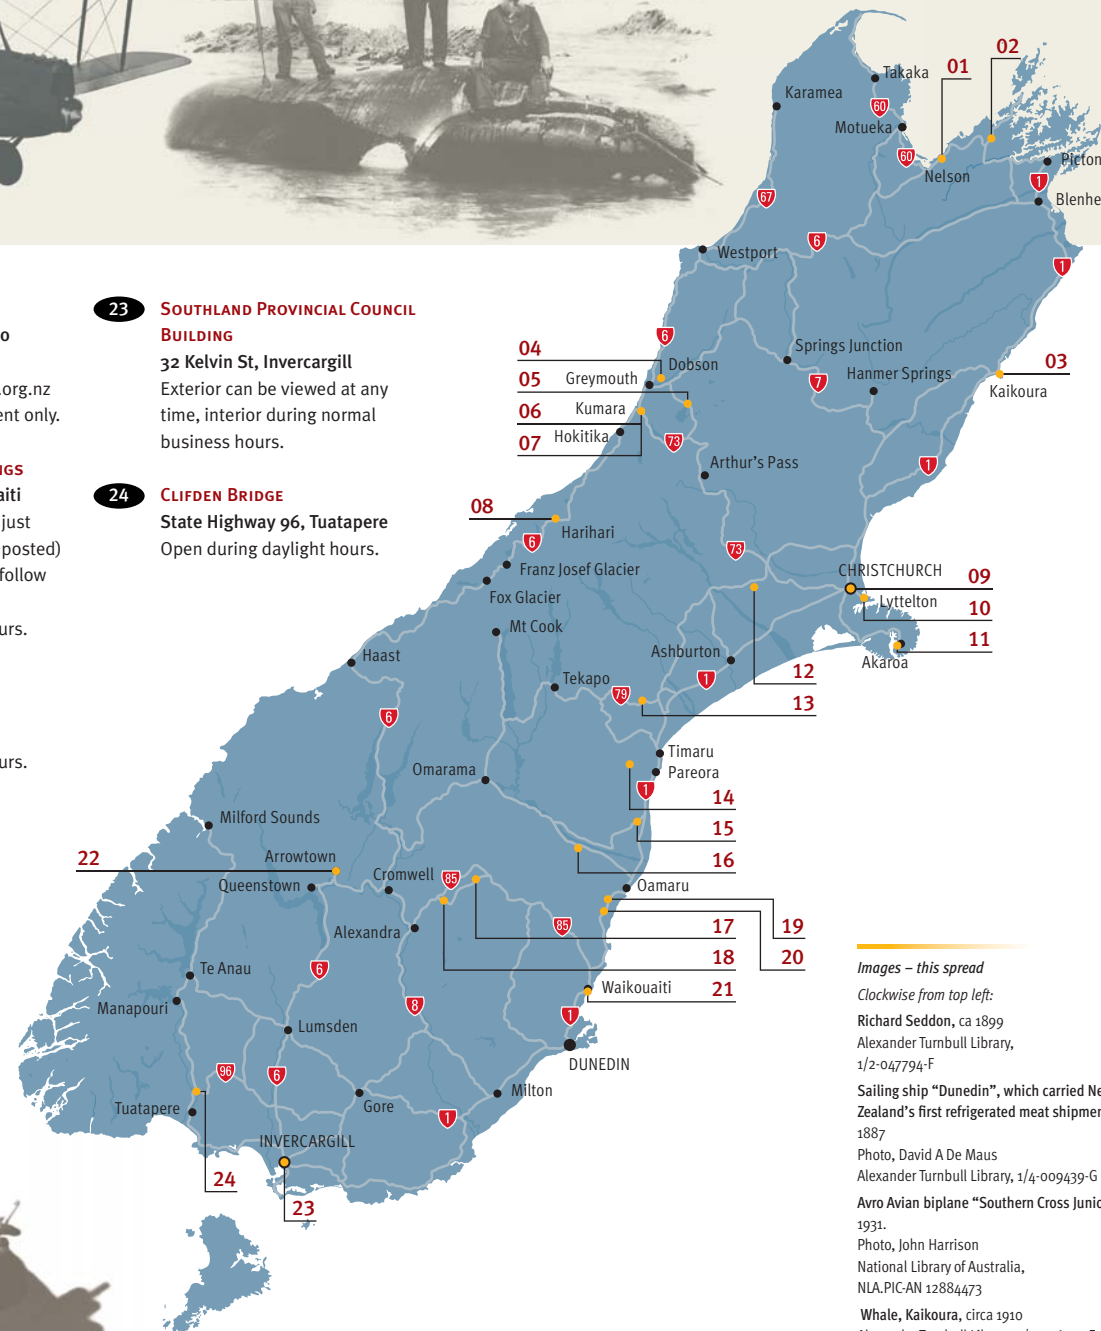 o
.org.nz
ent only.
NGS
aiti
just
posted)
follow
urs.
urs.
23
Southland Provincial Council
Building
32 Kelvin St, Invercargill
Exterior can be viewed at any
time, interior during normal
business hours.
24
Clifden Bridge
State Highway 96, Tuatapere
Open during daylight hours.
02
01
Takaka
Karamea
60
Motueka
60
Nelson
Picton
1
Blenhe
67
6
Westport
1
6
04
Dobson
Springs Junction
03
05
Greymouth
7
Hanmer Springs
Kaikoura
06
Kumara
07
Hokitika
73
Arthur's Pass
1
08
Harihari
6
73
Franz Josef Glacier
CHRISTCHURCH
09
Fox Glacier
Lyttelton
10
Mt Cook
11
Haast
Ashburton
Akaroa
12
Tekapo
79
1
13
6
Timaru
Omarama
Pareora
1
14
Milford Sounds
15
22
Arrowtown
16
Queenstown
Cromwell
85
Oamaru
Alexandra
85
17
19
18
20
Te Anau
6
Waikouaiti
21
Manapouri
8
1
Lumsden
DUNEDIN
96
6
Milton
Tuatapere
Gore
1
INVERCARGILL
24
23
Images – this spread
Clockwise from top left:
Richard Seddon, ca 1899
Alexander Turnbull Library,
1/2-047794-F
Sailing ship “Dunedin”, which carried Ne
Zealand's first refrigerated meat shipmen
1887
Photo, David A De Maus
Alexander Turnbull Library, 1/4-009439-G
Avro Avian biplane “Southern Cross Junio
1931.
Photo, John Harrison
National Library of Australia,
NLA.PIC-AN 12884473
Whale, Kaikoura, circa 1910